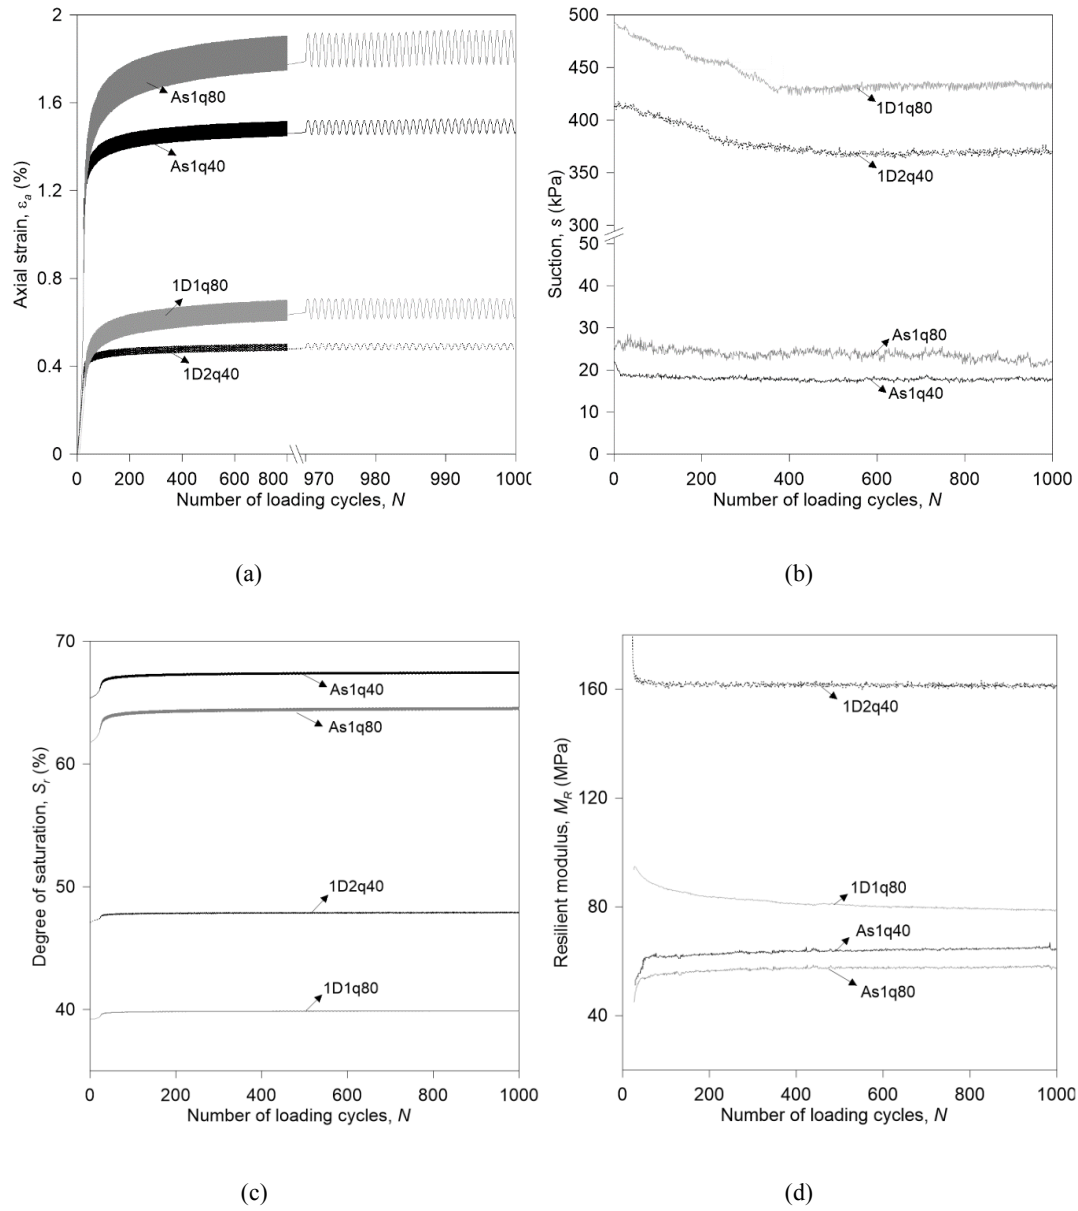 2
1.6
1.2
0.8
0.4
0
Axial strain, εa (%)
As1q80
As1q40
1D1q80
1D2q40
0 200 400 600 800 970 980 990 1000
Number of loading cycles, N
(a)
500
450
400
350
300
50
40
30
20
10
0
Suction, s (kPa)
1D1q80
1D2q40
As1q80
As1q40
0 200 400 600 800 1000
Number of loading cycles, N
(b)
70
60
50
40
Degree of saturation, Sr (%)
As1q40
As1q80
1D2q40
1D1q80
0 200 400 600 800 1000
Number of loading cycles, N
(c)
160
120
80
40
Resilient modulus, MR (MPa)
1D2q40
1D1q80
As1q40
As1q80
0 200 400 600 800 1000
Number of loading cycles, N
(d)